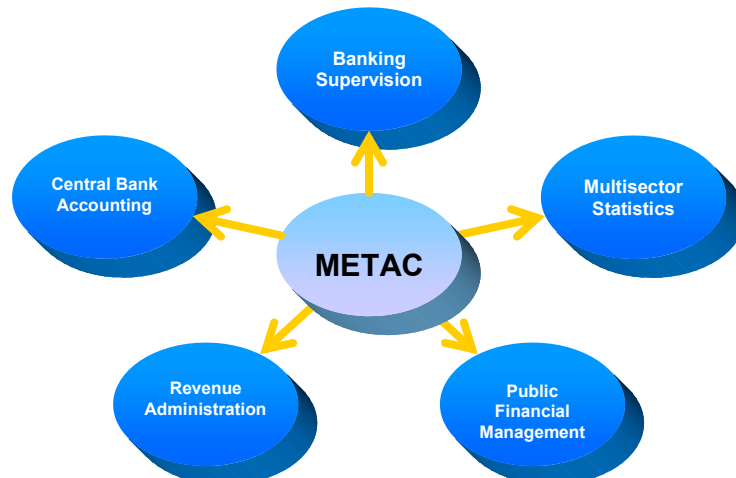 Banking
Supervision
Central Bank
Accounting
Multisector
Statistics
METAC
Revenue
Administration
Public
Financial
Management